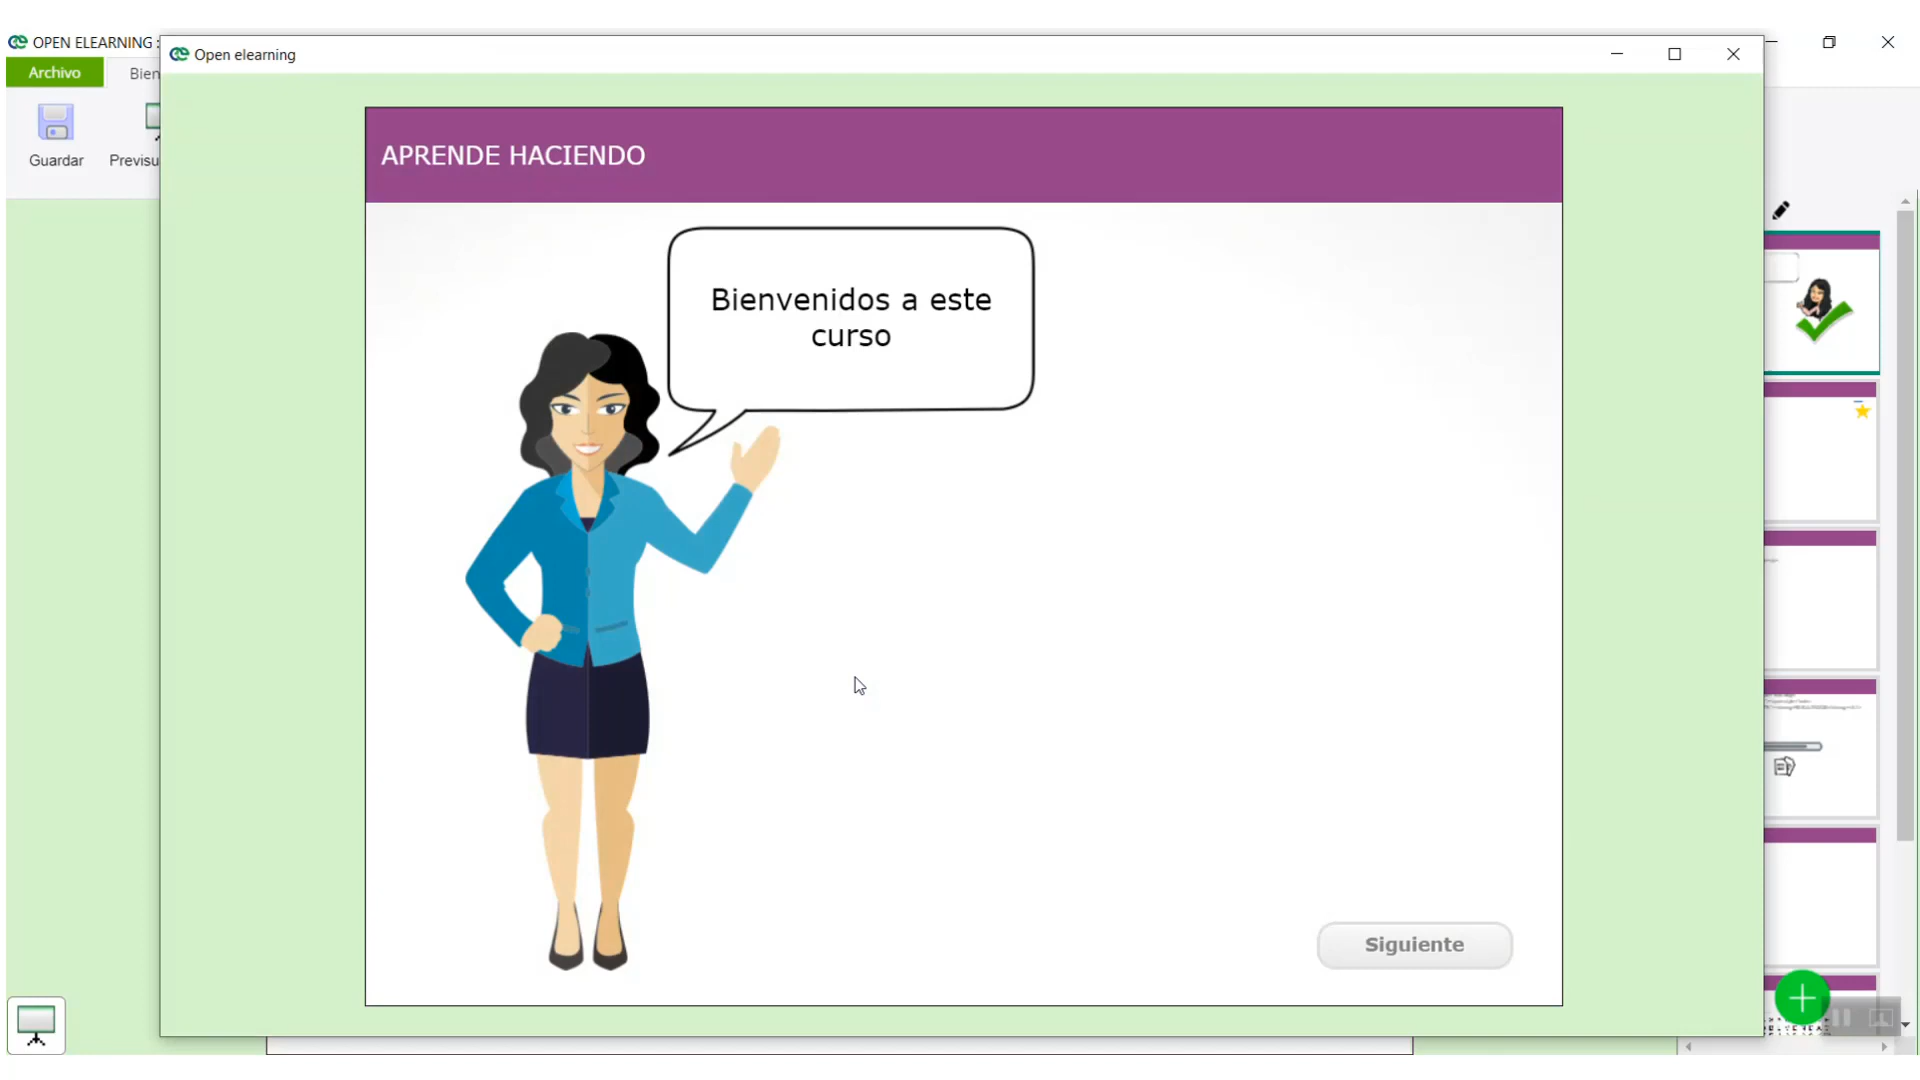 OPEN ELEARNING :
Open elearning
Archivo
Bien
Guardar
Previsu
APRENDE HACIENDO
Bienvenidos a este
curso
Siguiente